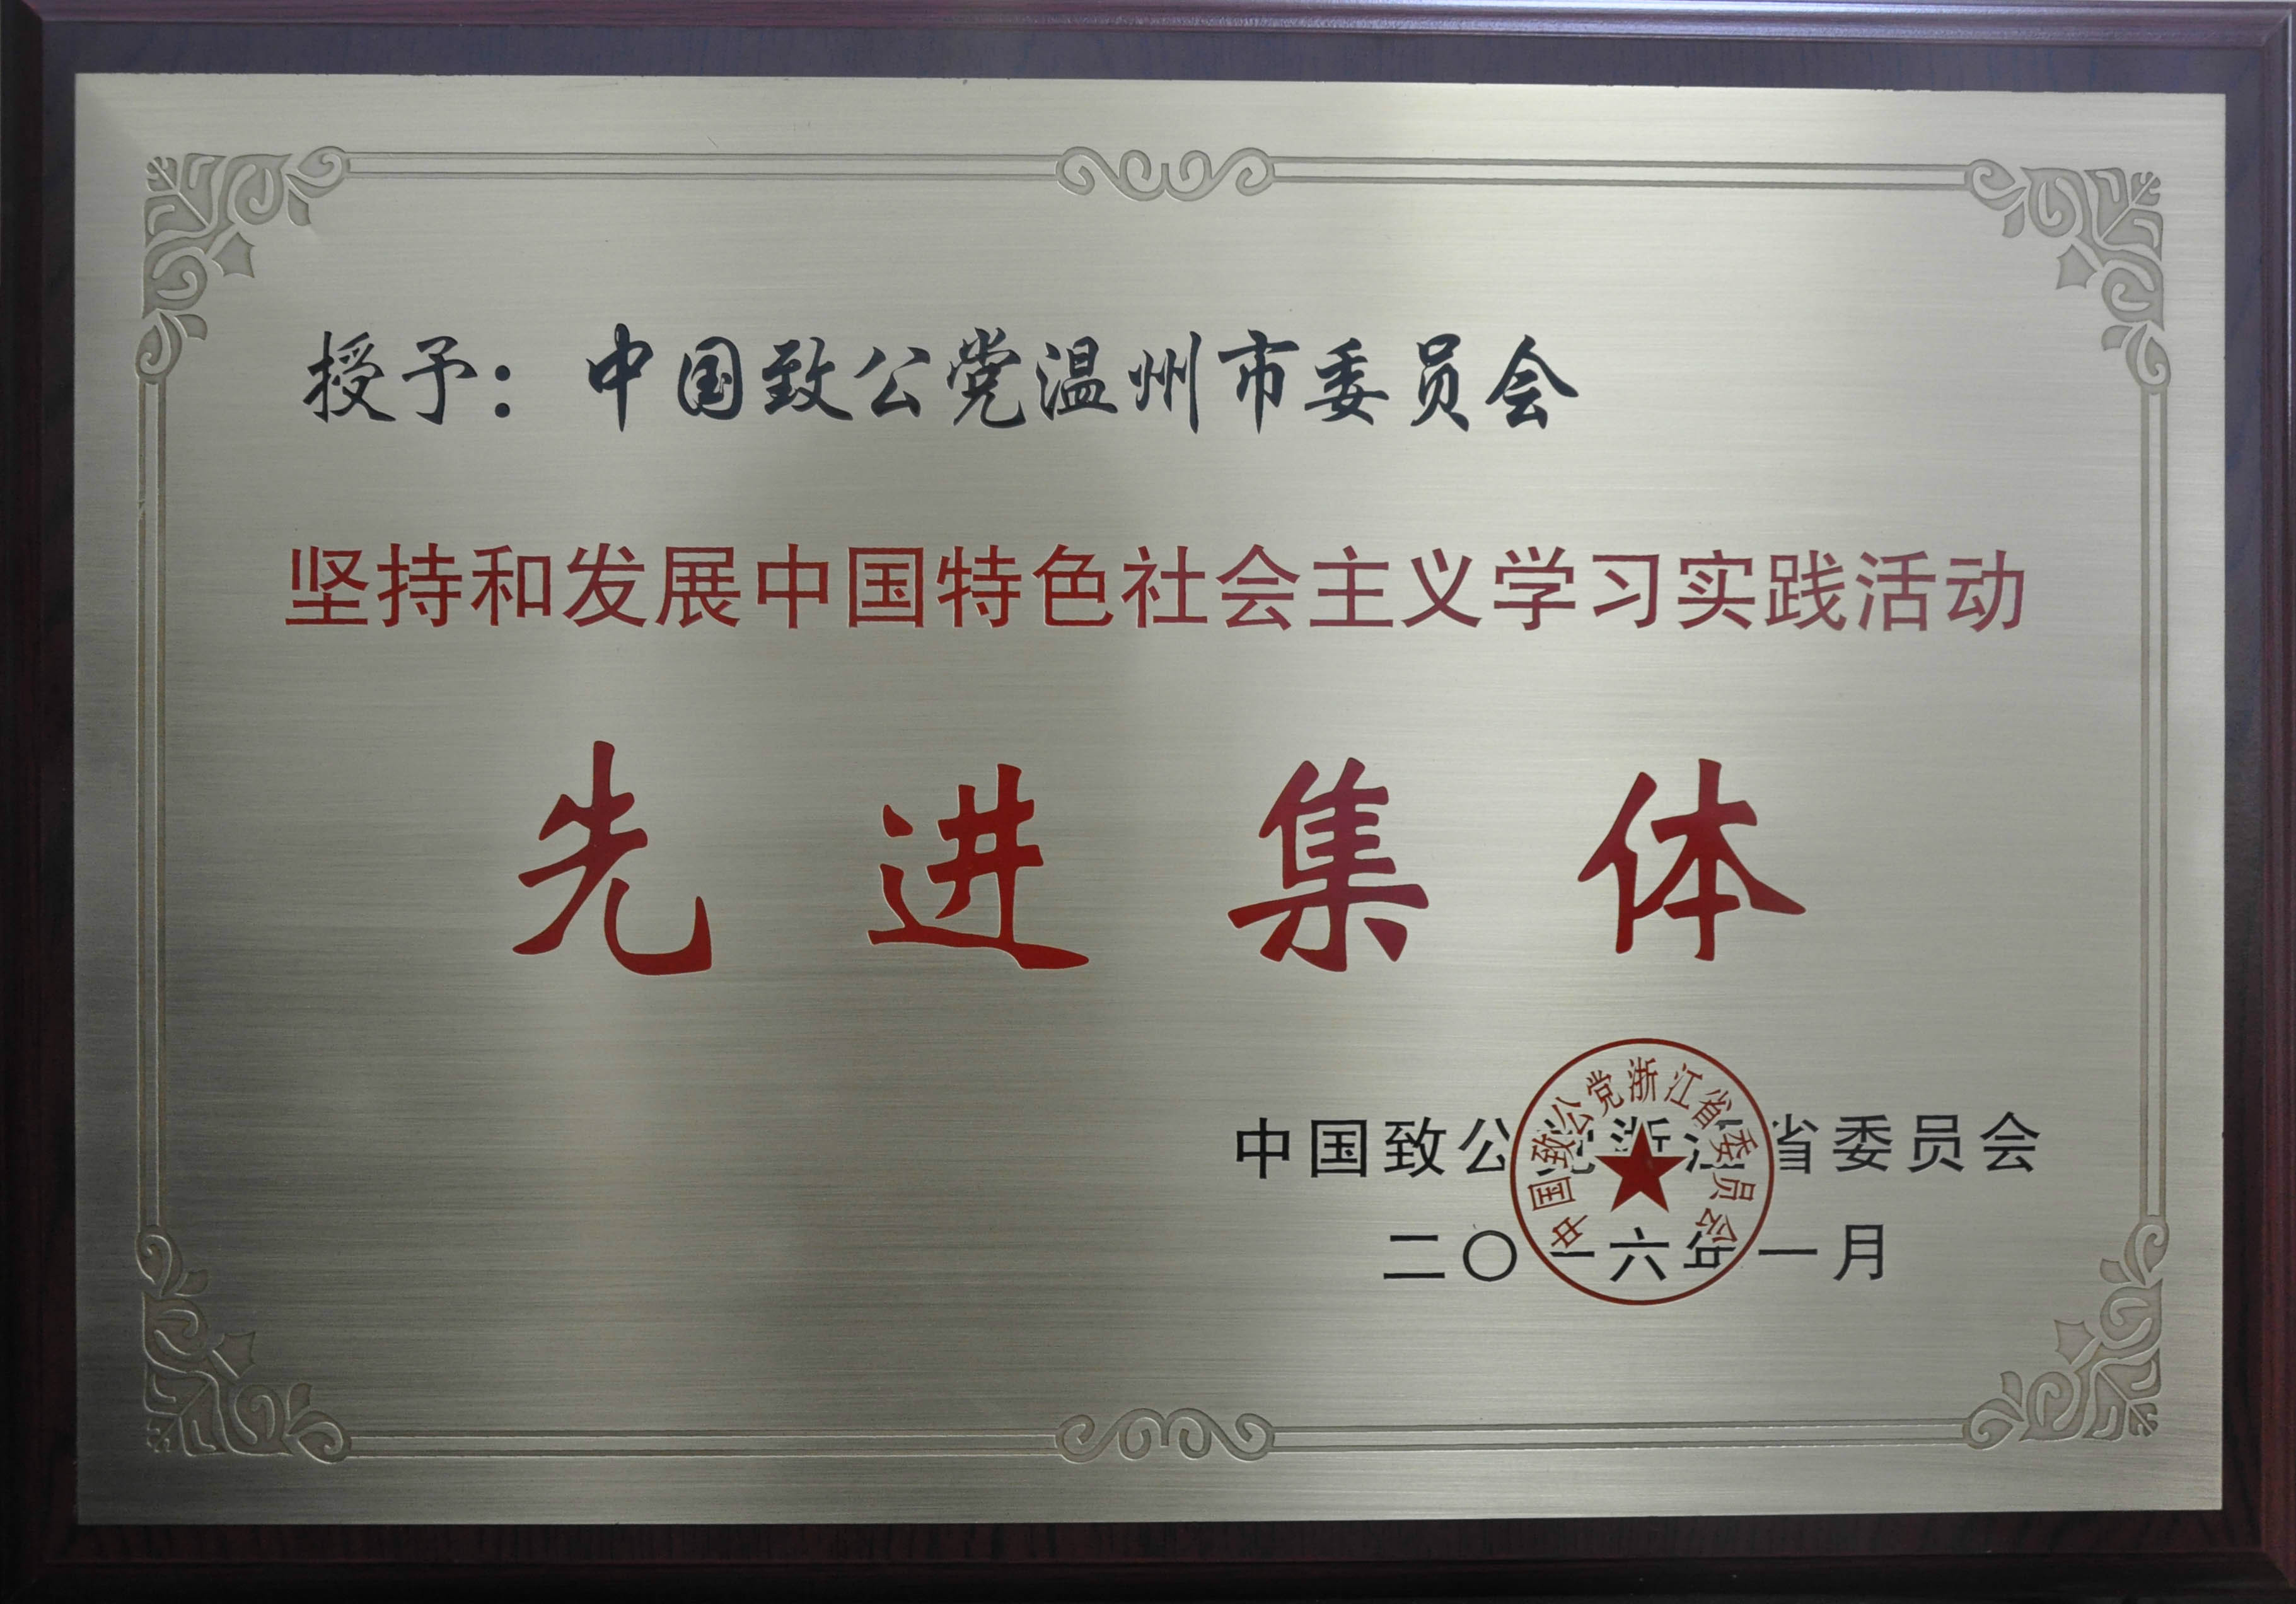 授予：中国致公党温州市委员会
坚持和发展中国特色社会主义学习实践活动
先进集体
中国致公党浙江省委员会
中国致公党浙江省委员会
二〇一六年一月